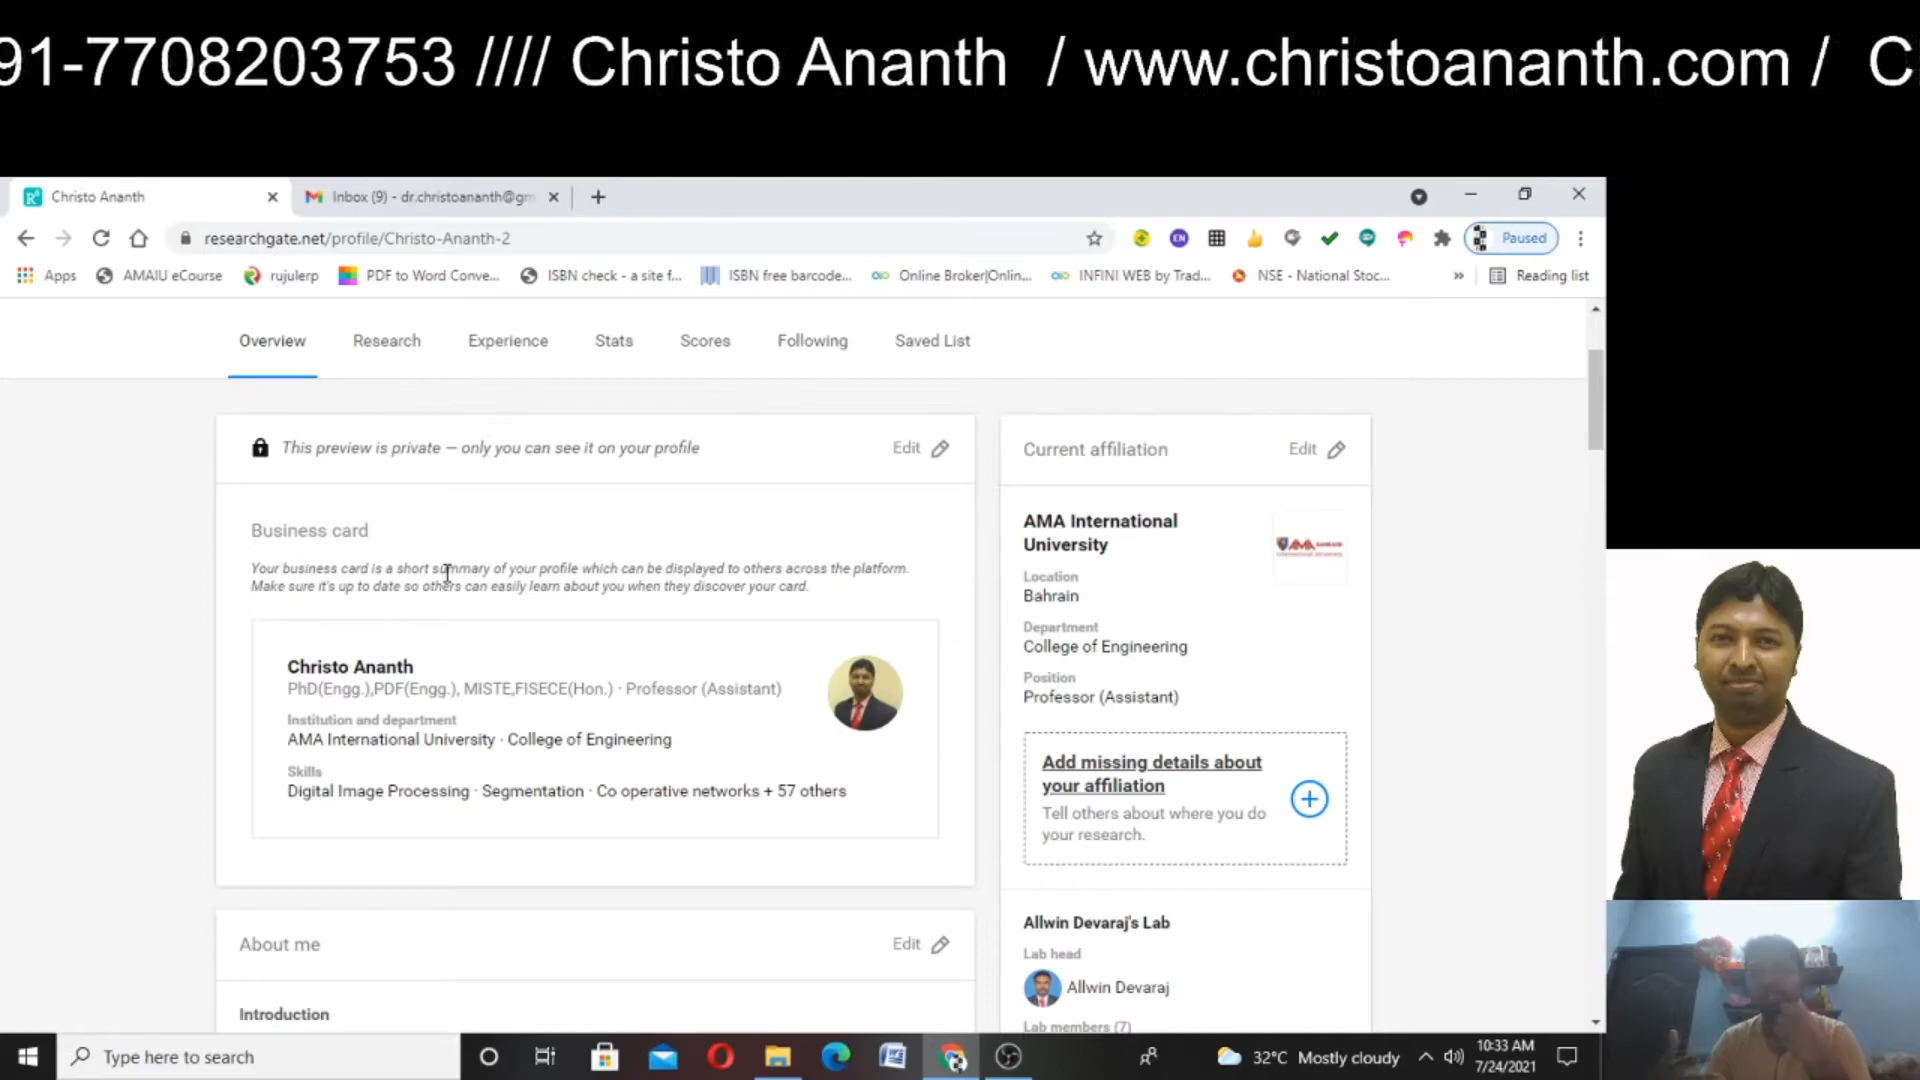 91-7708203753 //// Christo Ananth / www.christoananth.com / C
Christo Ananth
Inbox (9) - dr.christoananth@gm
researchgate.net/profile/Christo-Ananth-2
EN
Paused
Apps
AMAIU eCourse
rujulerp
PDF to Word Conve...
ISBN check - a site f...
ISBN free barcode...
Online Broker|Onlin...
INFINI WEB by Trad...
NSE - National Stoc...
»
Reading list
Overview
Research
Experience
Stats
Scores
Following
Saved List
This preview is private – only you can see it on your profile
Edit
Business card
Your business card is a short summary of your profile which can be displayed to others across the platform.
Make sure it's up to date so others can easily learn about you when they discover your card.
Christo Ananth
PhD(Engg.),PDF(Engg.), MISTE,FISECE(Hon.) · Professor (Assistant)
Institution and department
AMA International University · College of Engineering
Skills
Digital Image Processing · Segmentation · Co operative networks + 57 others
About me
Edit
Introduction
Current affiliation
Edit
AMA International
University
AMA
Location
Bahrain
Department
College of Engineering
Position
Professor (Assistant)
Add missing details about
your affiliation
Tell others about where you do
your research.
Allwin Devaraj's Lab
Lab head
Allwin Devaraj
Lab members (7)
Type here to search
32°C Mostly cloudy
10:33 AM
7/24/2021